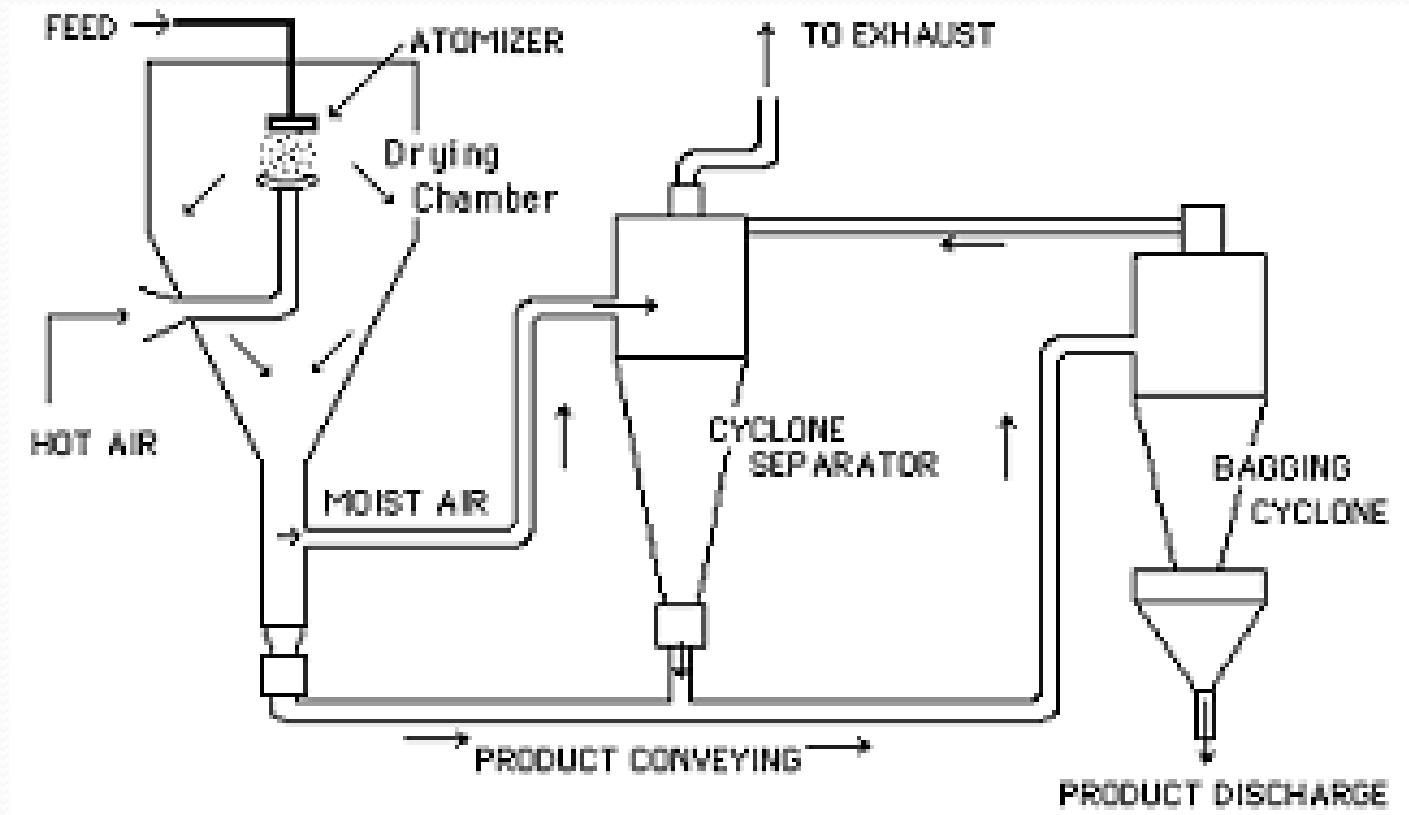 FEED
ATOMIZER
TO EXHAUST
Drying
Chamber
HOT AIR
MOIST AIR
CYCLONE
SEPARATOR
BAGGING
CYCLONE
PRODUCT CONVEYING
PRODUCT DISCHARGE